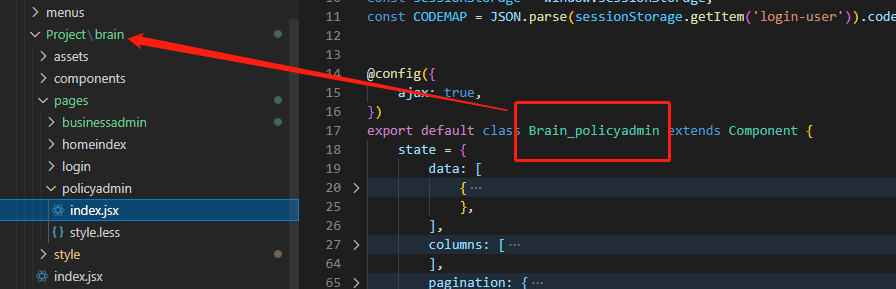 menus
Project\brain
assets
components
pages
businessadmin
homeindex
login
policyadmin
index.jsx
style.less
style
index.jsx
11 const CODEMAP = JSON.parse(sessionStorage.getItem('login-user')).code
12
13
14 @config({
15 ajax: true,
16 })
17 export default class Brain_policyadmin extends Component {
18 state = {
19 data: [
20 { ···
25 },
26 ],
27 columns: [ ···
64 ],
65 pagination: { ···